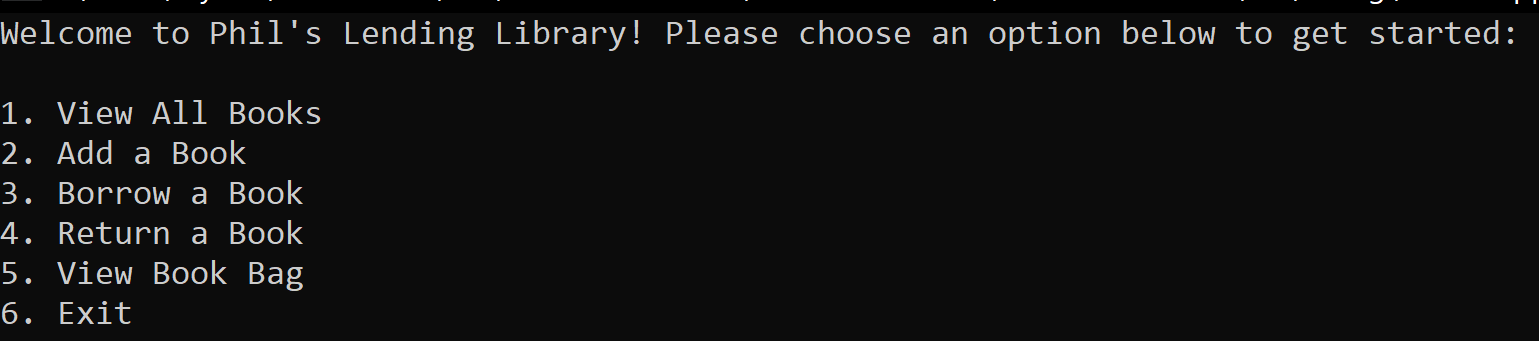 Welcome to Phil's Lending Library! Please choose an option below to get started:
1. View All Books
2. Add a Book
3. Borrow a Book
4. Return a Book
5. View Book Bag
6. Exit